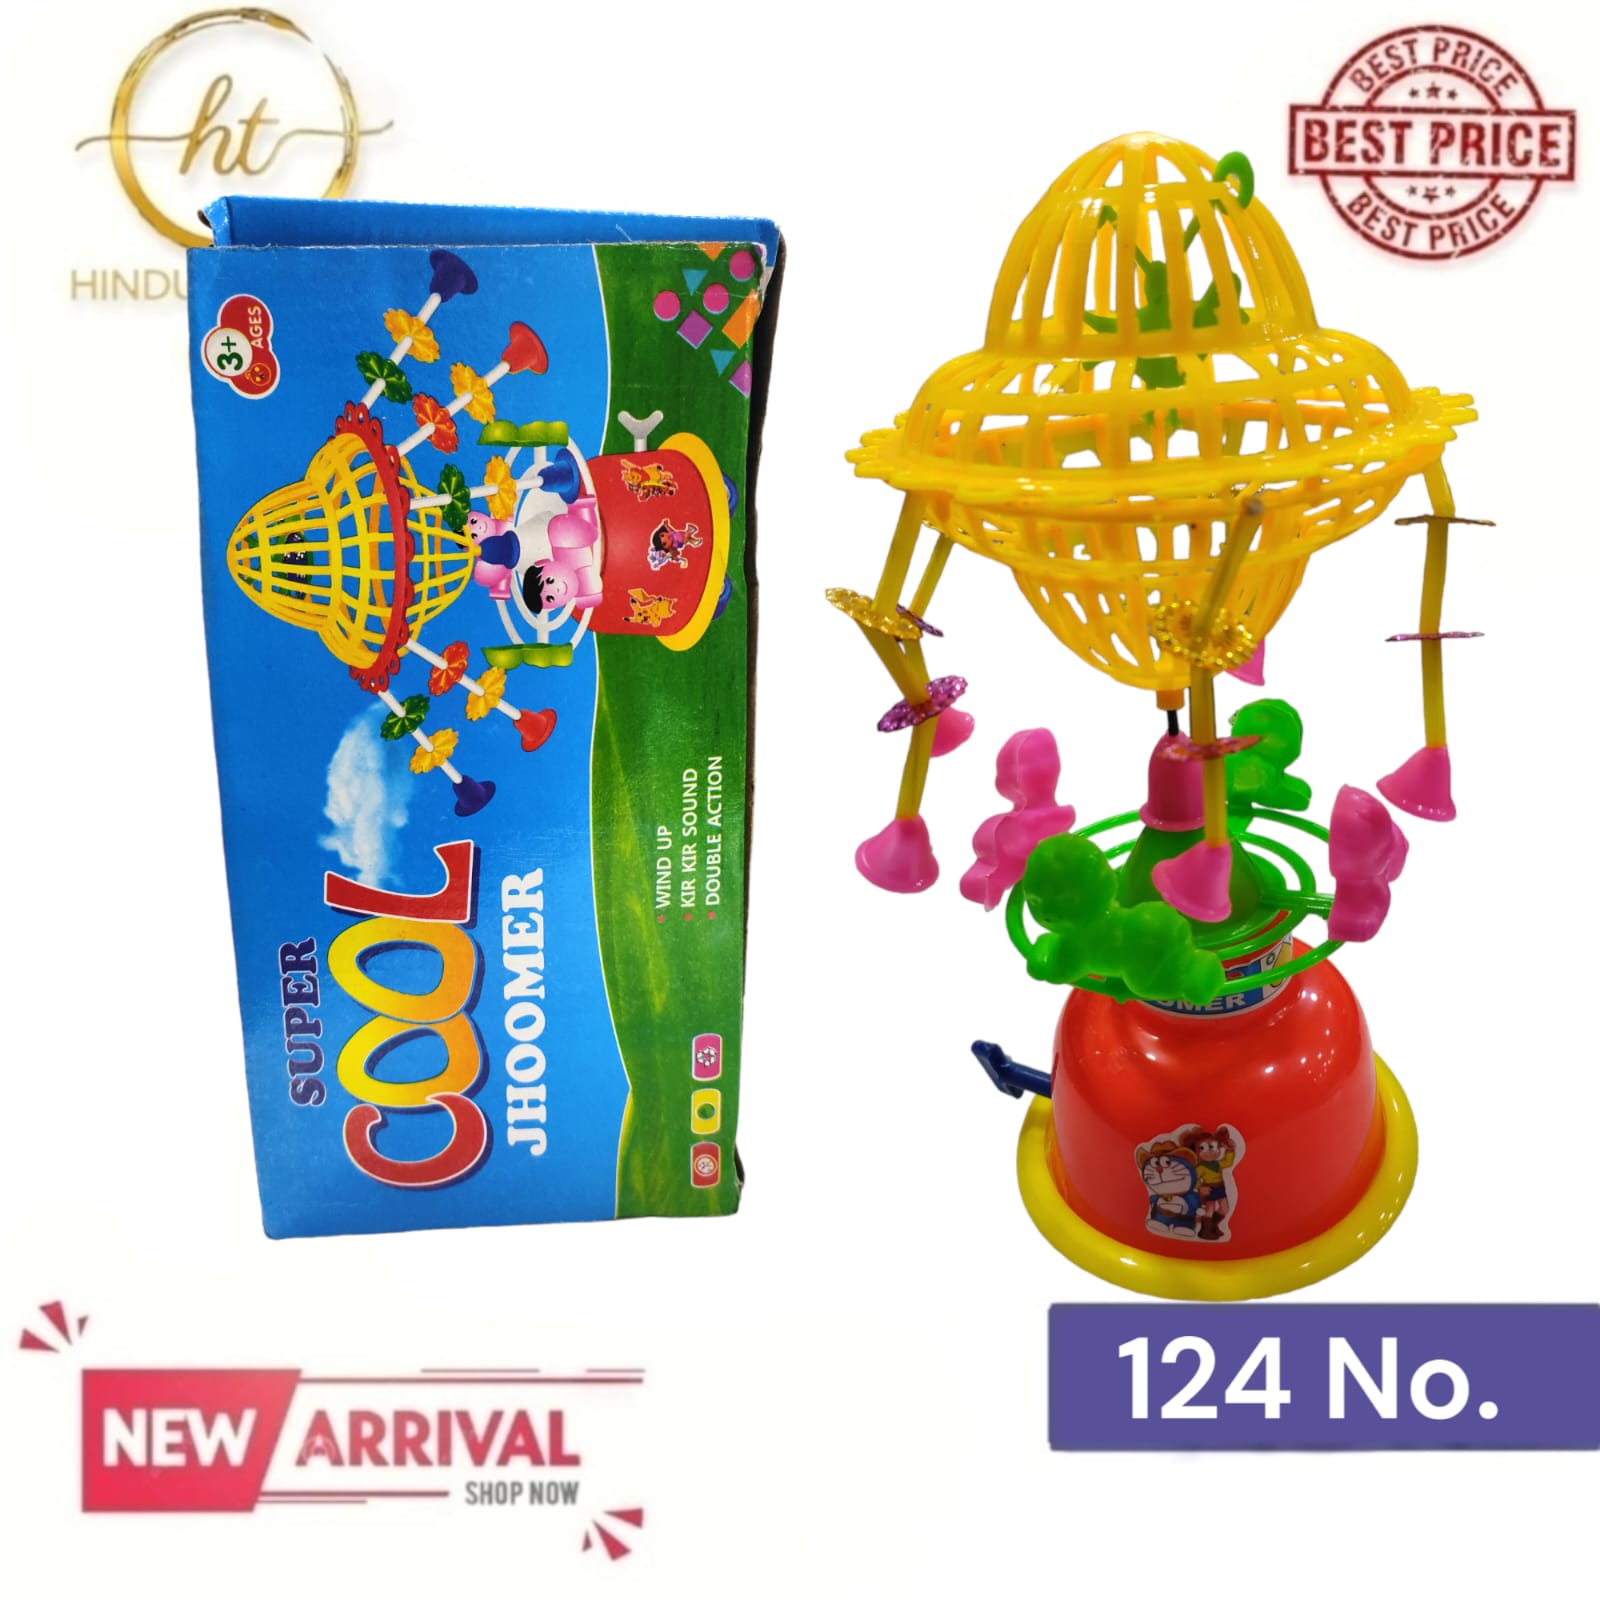 ht
HINDU
BEST PRICE
BEST PRICE
BEST PRICE
3+
AGES
SUPER
COOL
JHOOMER
• WIND UP
• KIR KIR SOUND
• DOUBLE ACTION
OMER
NEW ARRIVAL
SHOP NOW
124 No.